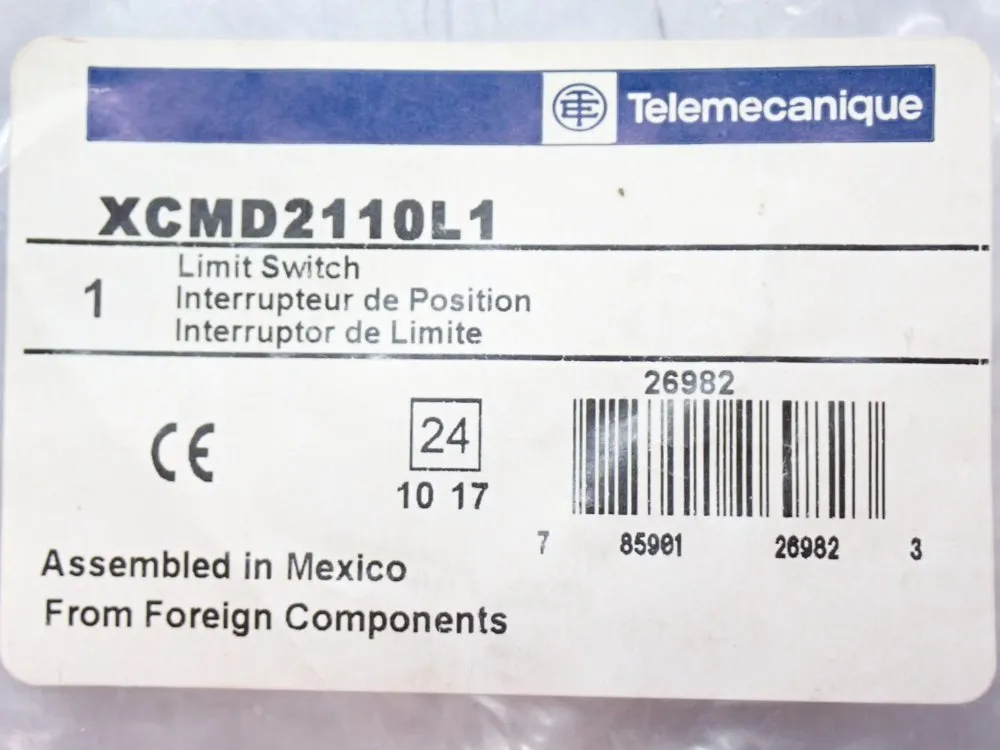 Telemecanique
XCMD2110L1
1
Limit Switch
Interrupteur de Position
Interruptor de Limite
26982
CE
24
10 17
7 85901 26982 3
Assembled in Mexico
From Foreign Components